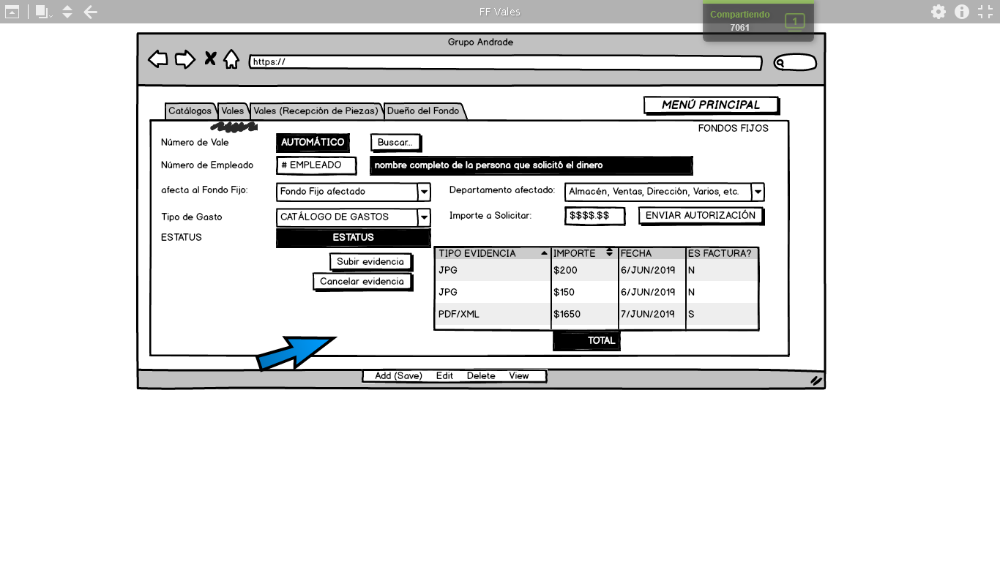 FF Vales
Compartiendo
7061
1
Grupo Andrade
https://
MENÚ PRINCIPAL
Catálogos Vales Vales (Recepción de Piezas) Dueño del Fondo
FONDOS FIJOS
Número de Vale AUTOMÁTICO Buscar...
Número de Empleado # EMPLEADO nombre completo de la persona que solicitó el dinero
afecta al Fondo Fijo: Fondo Fijo afectado Departamento afectado: Almacén, Ventas, Dirección, Varios, etc.
Tipo de Gasto CATÁLOGO DE GASTOS Importe a Solicitar: $$$$.$$ ENVIAR AUTORIZACIÓN
ESTATUS ESTATUS
Subir evidencia
Cancelar evidencia
TIPO EVIDENCIA IMPORTE FECHA ES FACTURA?
JPG $200 6/JUN/2019 N
JPG $150 6/JUN/2019 N
PDF/XML $1650 7/JUN/2019 S
TOTAL
Add (Save) Edit Delete View